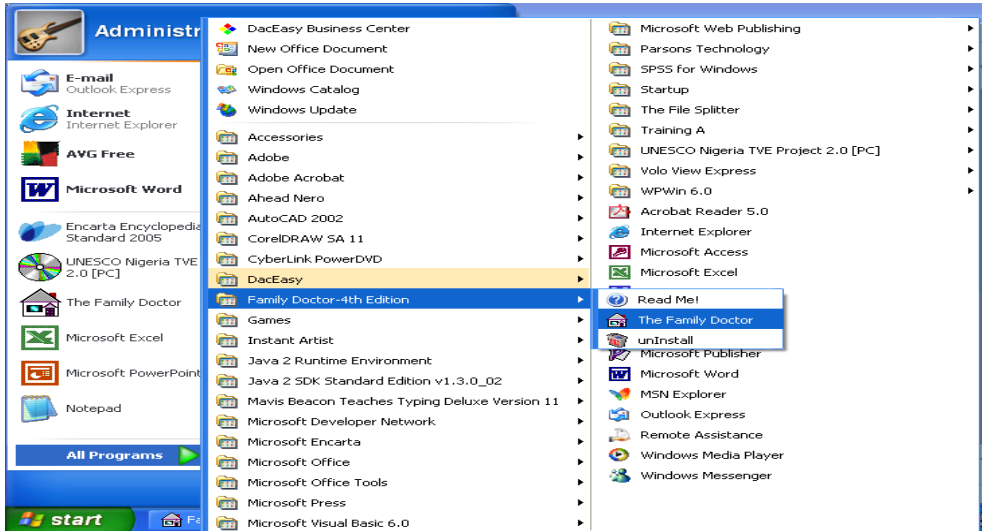 Administr
E-mail
Outlook Express
Internet
Internet Explorer
AVG Free
Microsoft Word
Encarta Encyclopedia
Standard 2005
UNESCO Nigeria TVE
2.0 [PC]
The Family Doctor
Microsoft Excel
Microsoft PowerPoint
Notepad
All Programs
start
Fa
DacEasy Business Center
New Office Document
Open Office Document
Windows Catalog
Windows Update
Accessories
Adobe
Adobe Acrobat
Ahead Nero
AutoCAD 2002
CorelDRAW SA 11
CyberLink PowerDVD
DacEasy
Family Doctor-4th Edition
Games
Instant Artist
Java 2 Runtime Environment
Java 2 SDK Standard Edition v1.3.0_02
Mavis Beacon Teaches Typing Deluxe Version 11
Microsoft Developer Network
Microsoft Encarta
Microsoft Office
Microsoft Office Tools
Microsoft Press
Microsoft Visual Basic 6.0
Microsoft Web Publishing
Parsons Technology
SPSS for Windows
Startup
The File Splitter
Training A
UNESCO Nigeria TVE Project 2.0 [PC]
Volo View Express
WPWin 6.0
Acrobat Reader 5.0
Internet Explorer
Microsoft Access
Microsoft Excel
Read Me!
The Family Doctor
unInstall
Microsoft Publisher
Microsoft Word
MSN Explorer
Outlook Express
Remote Assistance
Windows Media Player
Windows Messenger